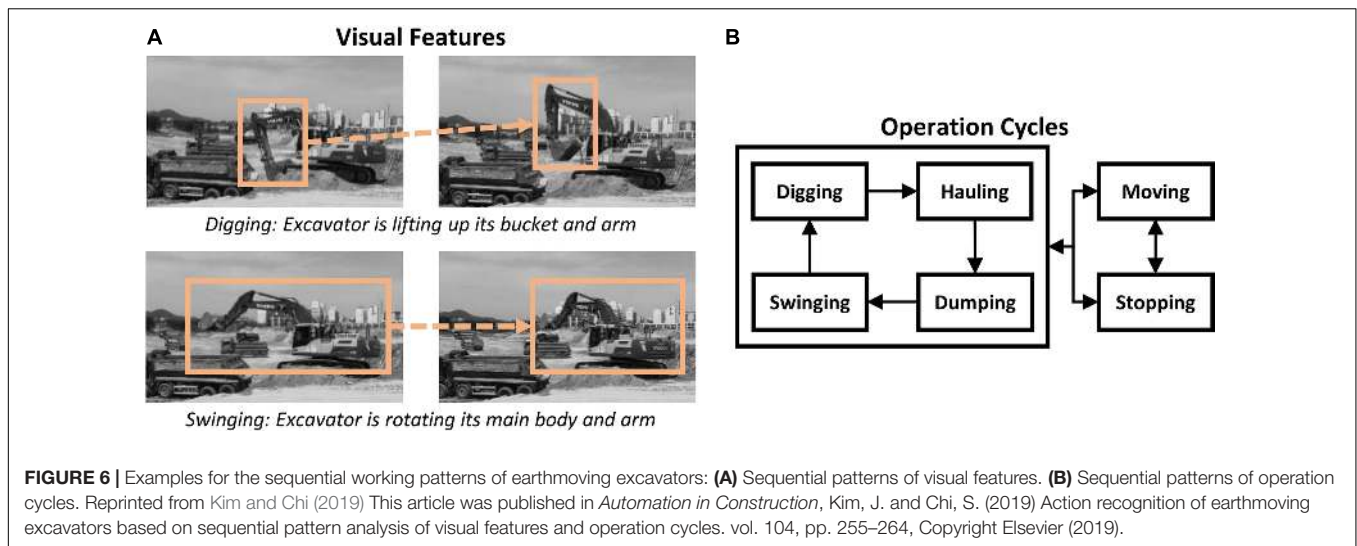 A
Visual Features
Digging: Excavator is lifting up its bucket and arm
Swinging: Excavator is rotating its main body and arm
B
Operation Cycles
Digging
Hauling
Moving
Swinging
Dumping
Stopping
FIGURE 6 | Examples for the sequential working patterns of earthmoving excavators: (A) Sequential patterns of visual features. (B) Sequential patterns of operation
cycles. Reprinted from Kim and Chi (2019) This article was published in Automation in Construction, Kim, J. and Chi, S. (2019) Action recognition of earthmoving
excavators based on sequential pattern analysis of visual features and operation cycles. vol. 104, pp. 255–264, Copyright Elsevier (2019).